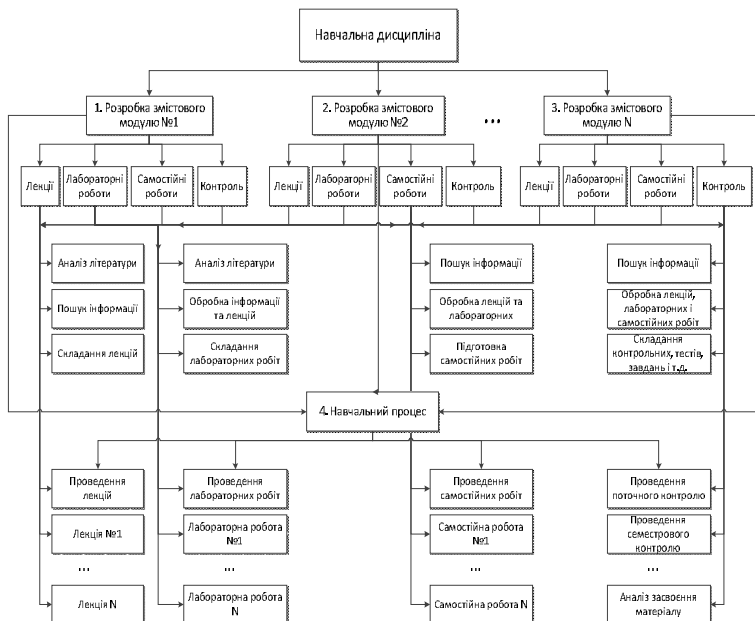 Навчальна дисципліна
1. Розробка змістового
модулю №1
2. Розробка змістового
модулю №2
...
3. Розробка змістового
модулю N
Лекції
Лабораторні
роботи
Самостійні
роботи
Контроль
Лекції
Лабораторні
роботи
Самостійні
роботи
Контроль
Лекції
Лабораторні
роботи
Самостійні
роботи
Контроль
Аналіз літератури
Аналіз літератури
Пошук інформації
Пошук інформації
Пошук інформації
Обробка інформації
та лекцій
Обробка лекцій та
лабораторних
Обробка лекцій,
лабораторних і
самостійних робіт
Складання лекцій
Складання
лабораторних робіт
Підготовка
самостійних робіт
Складання
контрольних, тестів,
завдань і т.д.
4. Навчальний процес
Проведення
лекцій
Проведення
лабораторних робіт
Проведення
самостійних робіт
Проведення
поточного контролю
Лекція №1
Лабораторна робота
№1
Самостійна робота
№1
Проведення
семестрового
контролю
...
...
...
...
Лекція N
Лабораторна робота
N
Самостійна робота N
Аналіз засвоєння
матеріалу